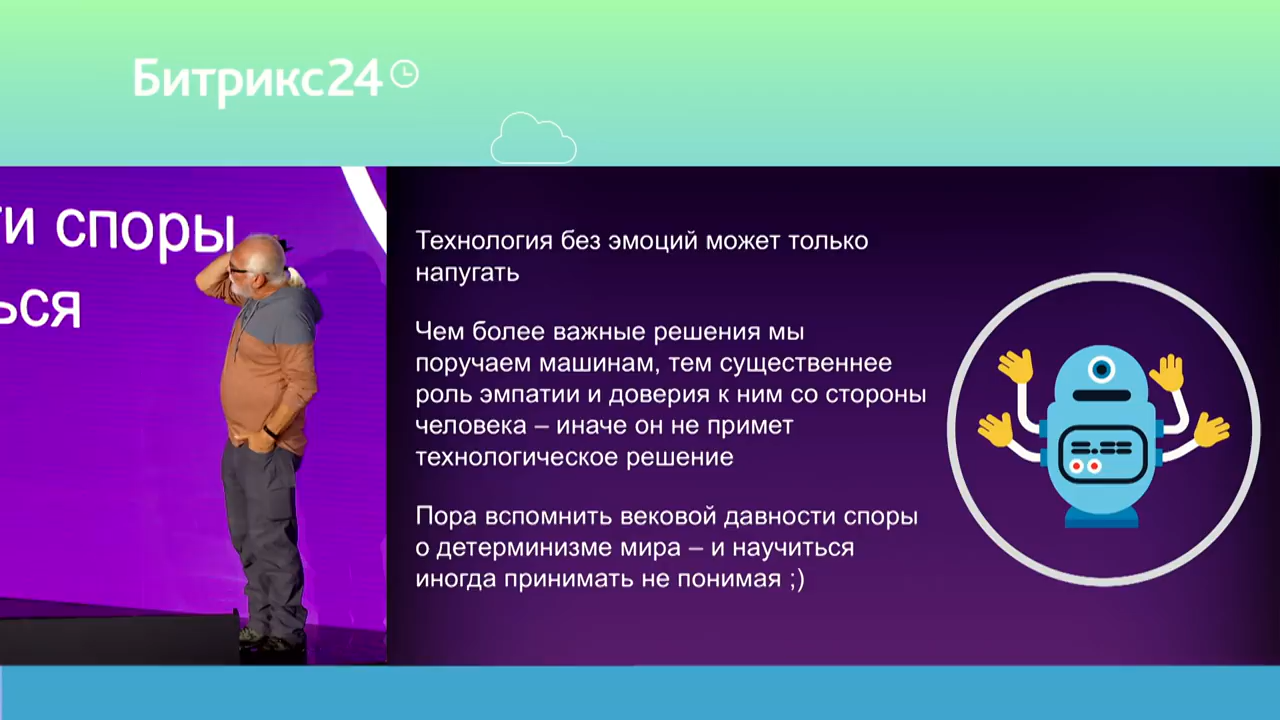 Битрикс24
ти споры
ься
Технология без эмоций может только
напугать
Чем более важные решения мы
поручаем машинам, тем существеннее
роль эмпатии и доверия к ним со стороны
человека – иначе он не примет
технологическое решение
Пора вспомнить вековой давности споры
о детерминизме мира – и научиться
иногда принимать не понимая ;)